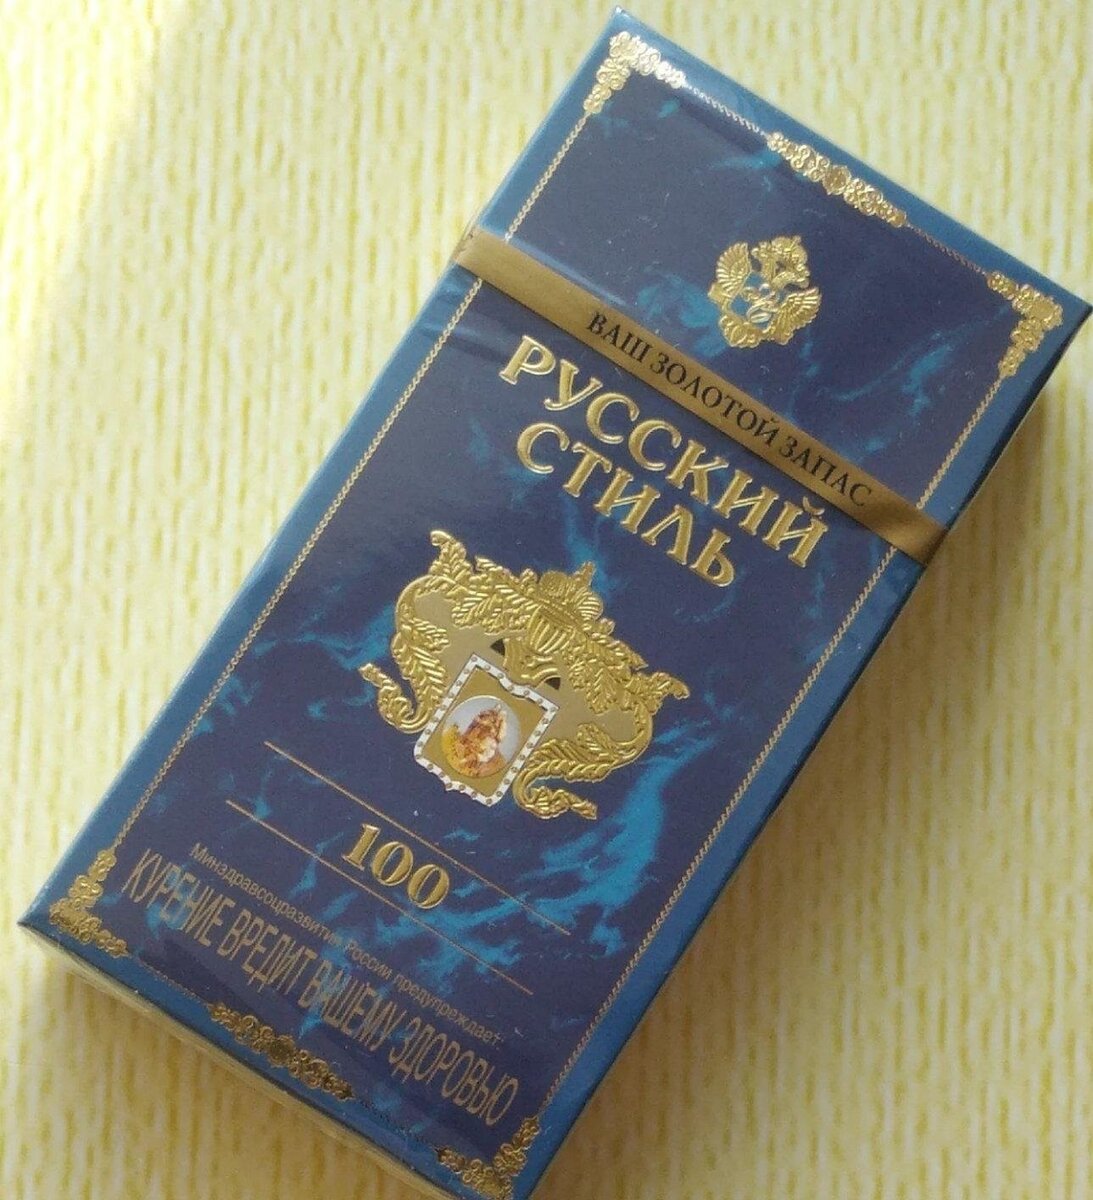 ВАШ ЗОЛОТОЙ ЗАПАС
РУССКИЙ
СТИЛЬ
100
Минздравсоцразвития России предупреждает:
КУРЕНИЕ ВРЕДИТ ВАШЕМУ ЗДОРОВЬЮ